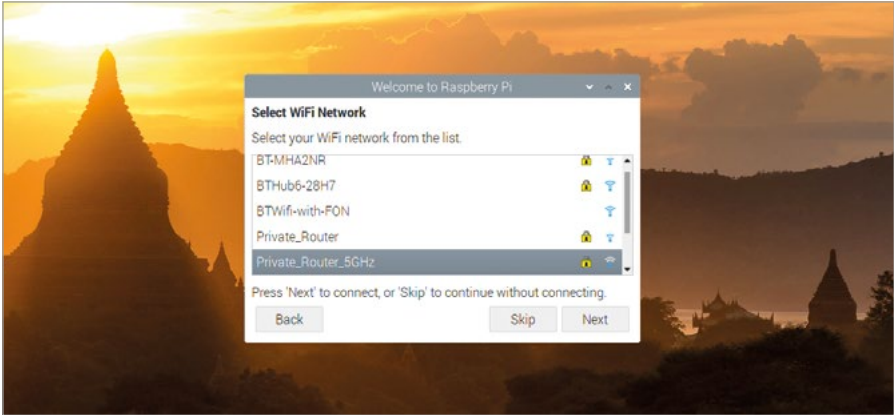 Welcome to Raspberry Pi
Select WiFi Network
Select your WiFi network from the list.
BT-MHA2NR
BTHub6-28H7
BTWifi-with-FON
Private_Router
Private_Router_5GHz
Press 'Next' to connect, or 'Skip' to continue without connecting.
Back Skip Next